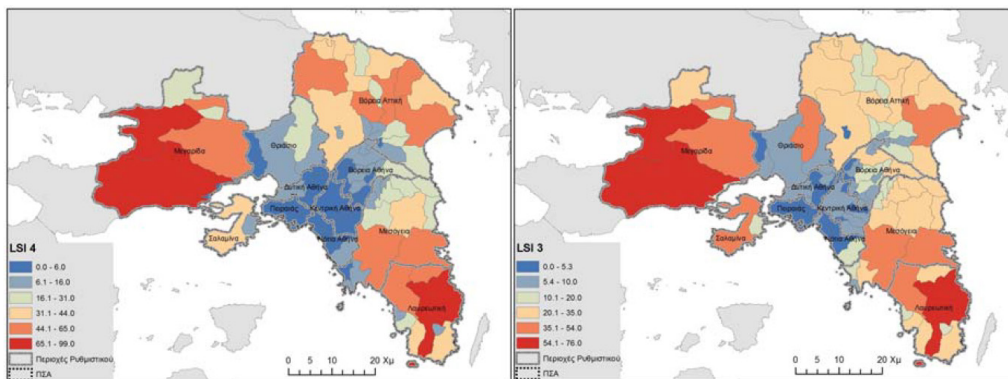 Βόρεια Αττική
Μεγαρίδα
Θριάσιο
Βόρεια Αθήνα
Δυτική Αθήνα
Πειραιάς
Κεντρική Αθήνα
Μεσόγεια
Σαλαμίνα
Νότια Αθήνα
Λαυρεωτική
LSI 4
0.0 - 6.0
6.1 - 16.0
16.1 - 31.0
31.1 - 44.0
44.1 - 65.0
65.1 - 99.0
Περιοχές Ρυθμιστικού
ΠΣΑ
0 5 10 20 Χμ
Βόρεια Αττική
Μεγαρίδα
Θριάσιο
Βόρεια Αθήνα
Δυτική Αθήνα
Πειραιάς
Κεντρική Αθήνα
Μεσόγεια
Σαλαμίνα
Νότια Αθήνα
Λαυρεωτική
LSI 3
0.0 - 5.3
5.4 - 10.0
10.1 - 20.0
20.1 - 35.0
35.1 - 54.0
54.1 - 76.0
Περιοχές Ρυθμιστικού
ΠΣΑ
0 5 10 20 Χμ